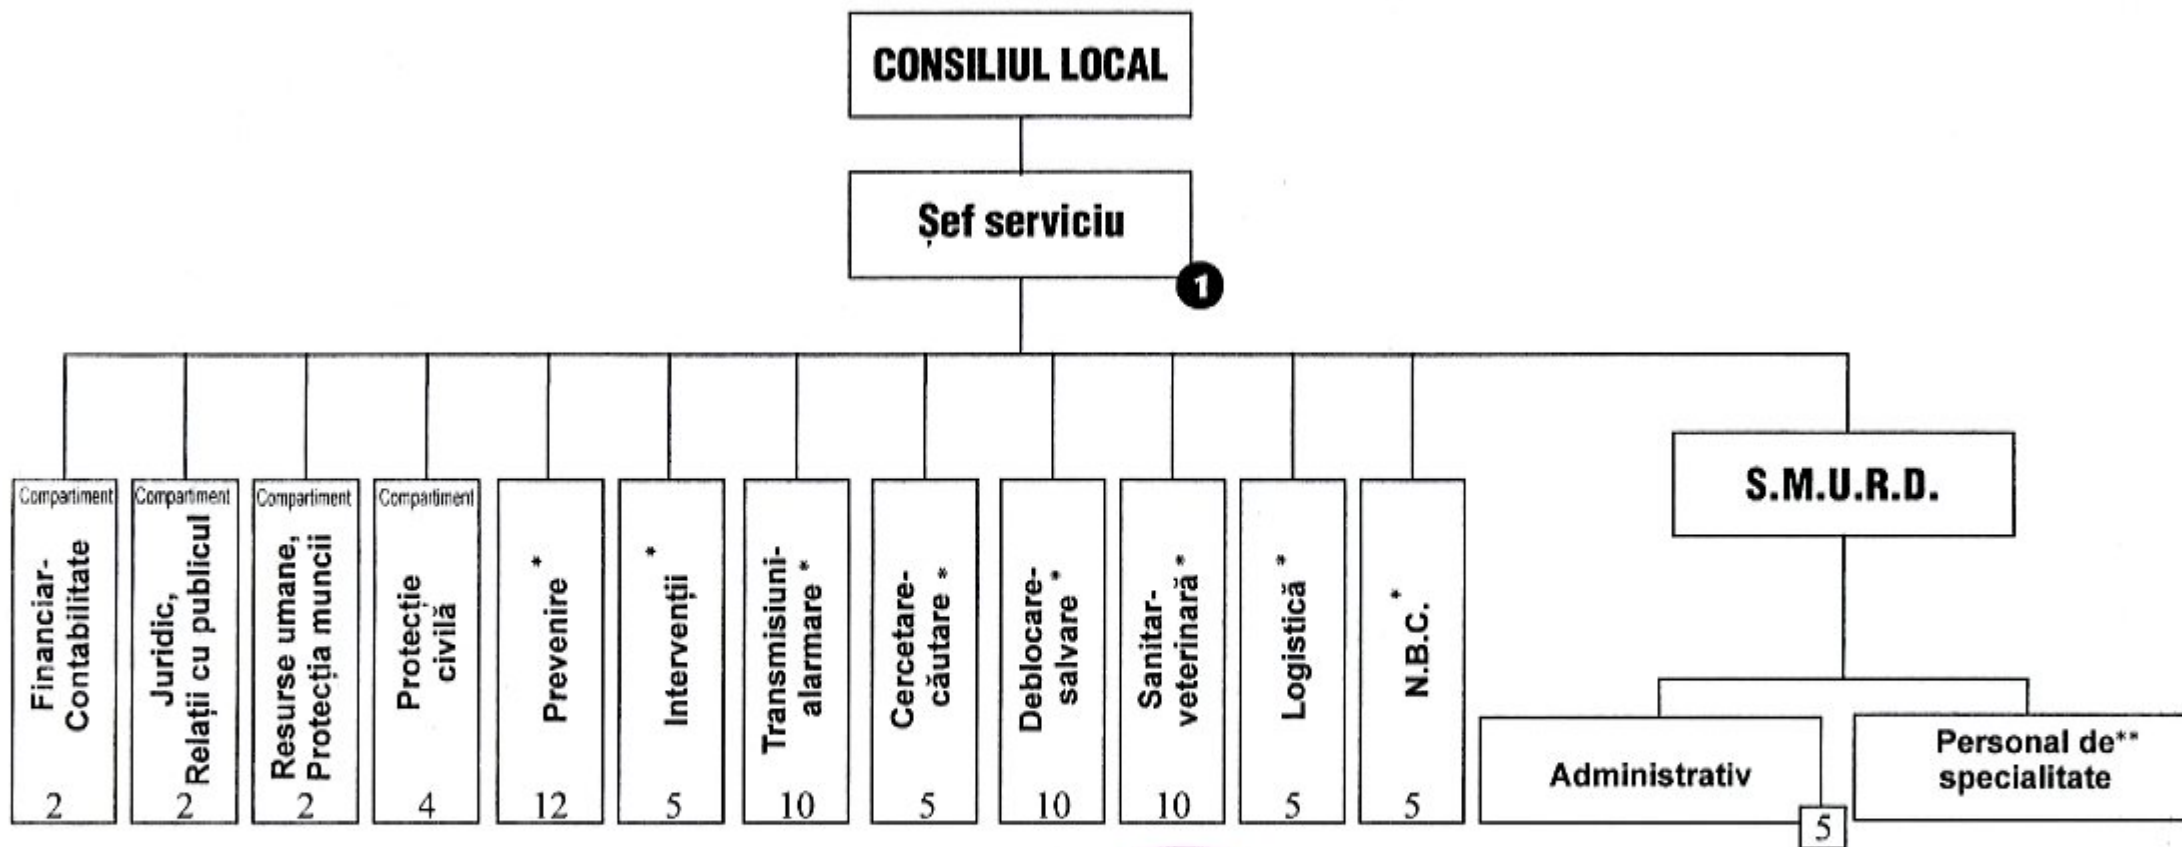 CONSILIUL LOCAL
Șef serviciu
1
S.M.U.R.D.
Compartiment
Financiar-
Contabilitate
2
Compartiment
Juridic,
Relații cu publicul
2
Compartiment
Resurse umane,
Protecția muncii
2
Compartiment
Protecție
civilă
4
Prevenire *
12
Intervenții *
5
Transmisiuni-
alarmare *
10
Cercetare-
căutare *
5
Deblocare-
salvare *
10
Sanitar-
veterinară *
10
Logistică *
5
N.B.C. *
5
Administrativ
5
Personal de**
specialitate